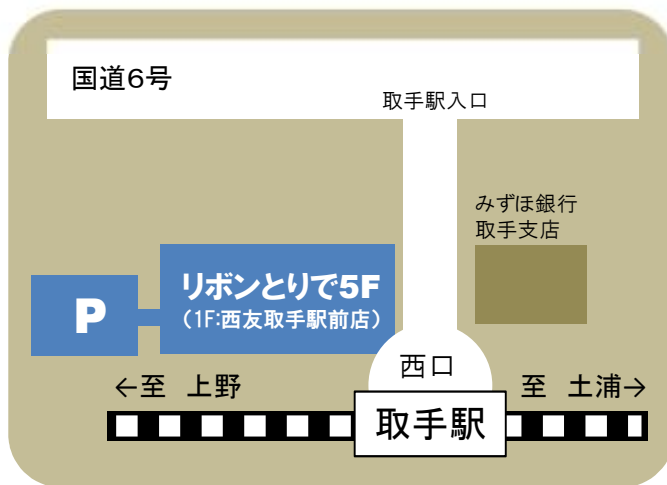 国道6号
取手駅入口
みずほ銀行
取手支店
リボンとりで5F
(1F:西友取手駅前店)
P
西口
←至 上野
至 土浦→
取手駅